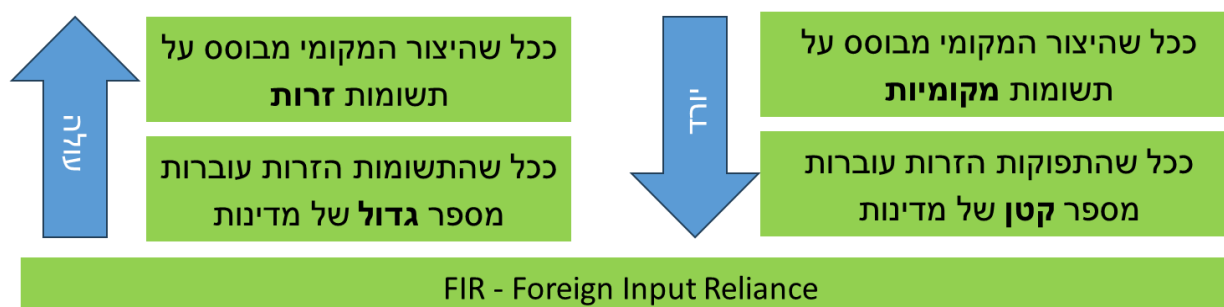 ככל שהיצור המקומי מבוסס על
תשומות מקומיות
יורד
ככל שהתפוקות הזרות עוברות
מספר קטן של מדינות
ככל שהיצור המקומי מבוסס על
תשומות זרות
עולה
ככל שהתשומות הזרות עוברות
מספר גדול של מדינות
FIR - Foreign Input Reliance